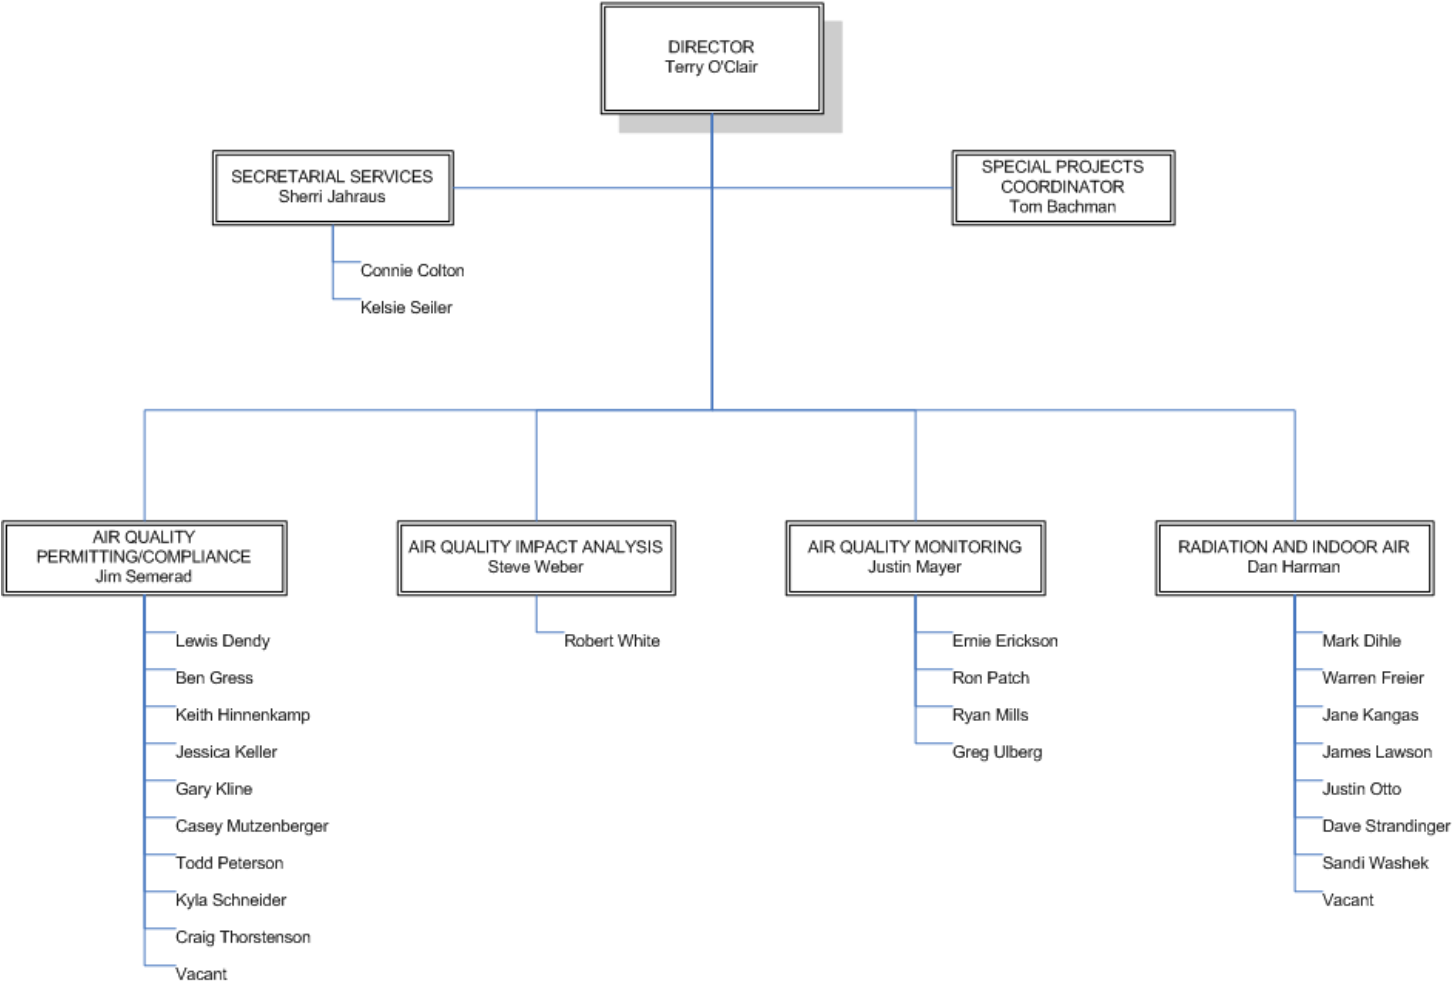 DIRECTOR
Terry O'Clair
SECRETARIAL SERVICES
Sherri Jahraus
SPECIAL PROJECTS
COORDINATOR
Tom Bachman
Connie Colton
Kelsie Seiler
AIR QUALITY
PERMITTING/COMPLIANCE
Jim Semerad
Lewis Dendy
Ben Gress
Keith Hinnenkamp
Jessica Keller
Gary Kline
Casey Mutzenberger
Todd Peterson
Kyla Schneider
Craig Thorstenson
Vacant
AIR QUALITY IMPACT ANALYSIS
Steve Weber
Robert White
AIR QUALITY MONITORING
Justin Mayer
Ernie Erickson
Ron Patch
Ryan Mills
Greg Ulberg
RADIATION AND INDOOR AIR
Dan Harman
Mark Dihle
Warren Freier
Jane Kangas
James Lawson
Justin Otto
Dave Strandinger
Sandi Washek
Vacant